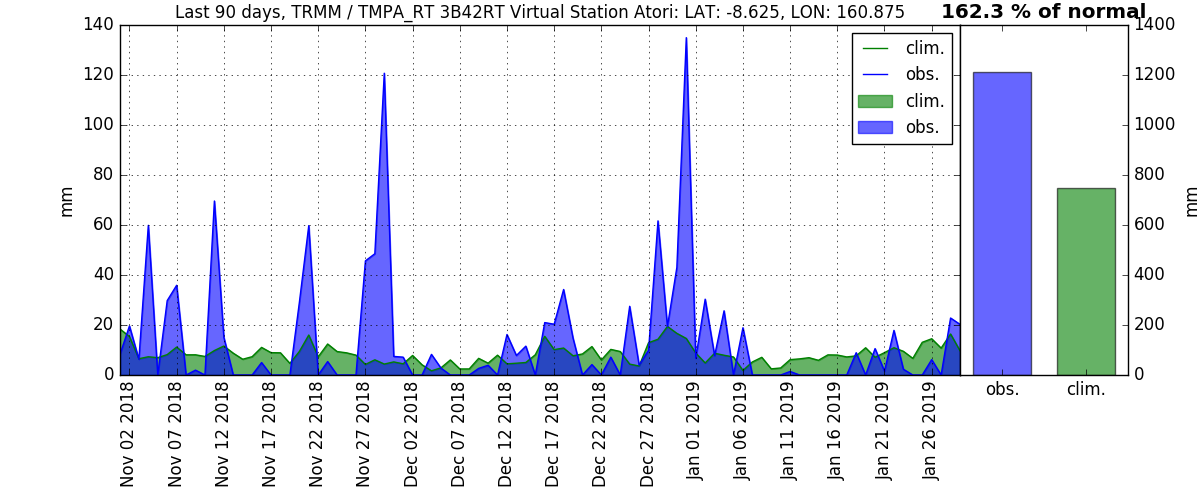 Last 90 days, TRMM / TMPA_RT 3B42RT Virtual Station Atori: LAT: -8.625, LON: 160.875
162.3 % of normal
140
120
100
80
60
40
20
0
mm
clim.
obs.
clim.
obs.
1400
1200
1000
800
600
400
200
0
mm
obs.
clim.
Nov 02 2018
Nov 07 2018
Nov 12 2018
Nov 17 2018
Nov 22 2018
Nov 27 2018
Dec 02 2018
Dec 07 2018
Dec 12 2018
Dec 17 2018
Dec 22 2018
Dec 27 2018
Jan 01 2019
Jan 06 2019
Jan 11 2019
Jan 16 2019
Jan 21 2019
Jan 26 2019